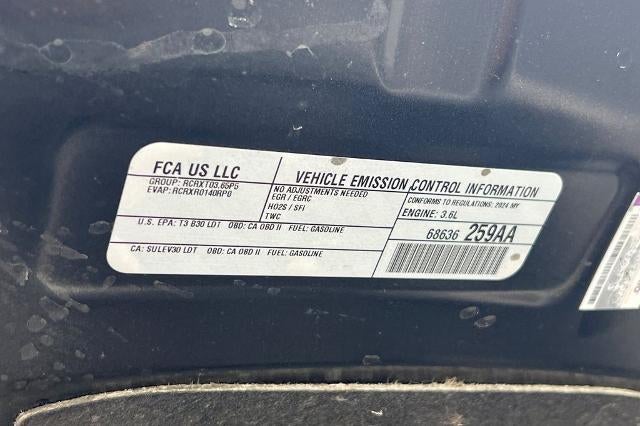 FCA US LLC
GROUP: RCRXT03.65P5
EVAP: RCRXR0140RP0
VEHICLE EMISSION CONTROL INFORMATION
NO ADJUSTMENTS NEEDED
EGR / EGRC
HO2S / SFI
TWC
CONFORMS TO REGULATIONS: 2024 MY
ENGINE: 3.6L
U.S. EPA: T3 B30 LDT OBD: CA OBD II FUEL: GASOLINE
CA: SULEV30 LDT OBD: CA OBD II FUEL: GASOLINE
68636 259AA